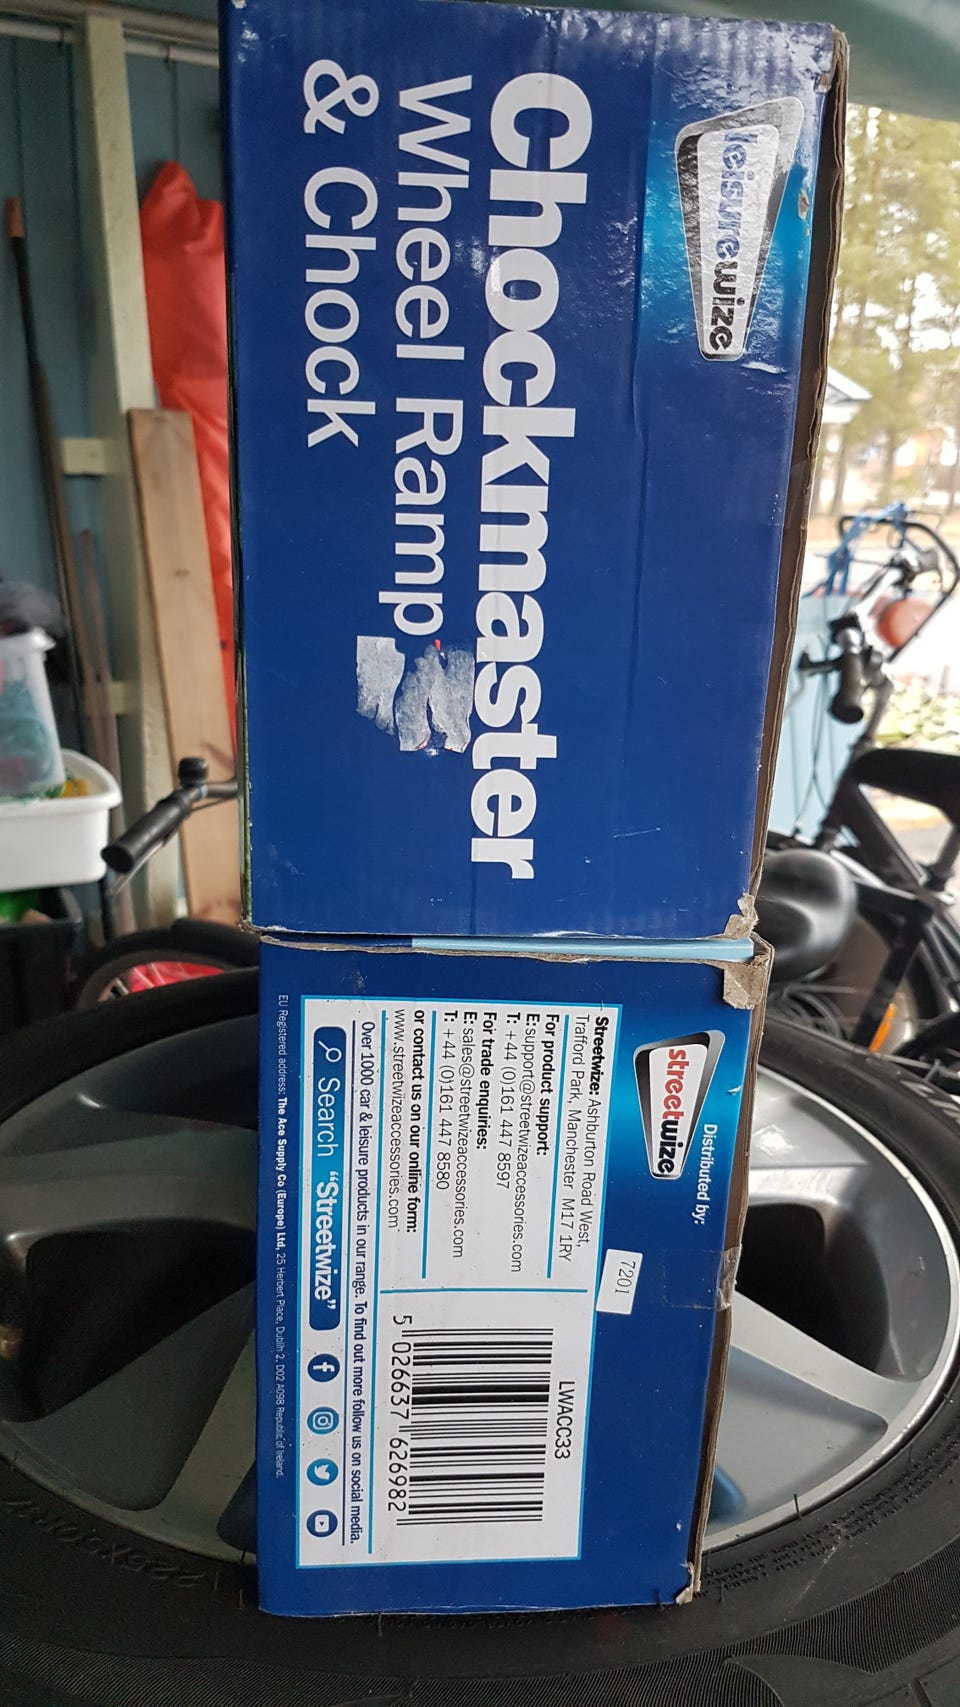 leisurewize
Chockmaster
Wheel Ramp
& Chock
Distributed by:
streetwize
7201
Streetwize: Ashburton Road West,
Trafford Park, Manchester M17 1RY
For product support:
E: support@streetwizeaccessories.com
T: +44 (0)161 447 8597
For trade enquiries:
E: sales@streetwizeaccessories.com
T: +44 (0)161 447 8580
or contact us on our online form:
www.streetwizeaccessories.com
LWACC33
5 026637 626982
Over 1000 car & leisure products in our range. To find out more follow us on social media.
Search "Streetwize"
EU Registered address: The Ace Supply Co (Europe) Ltd, 25 Herbert Place, Dublin 2, D02 A098 Republic of Ireland.